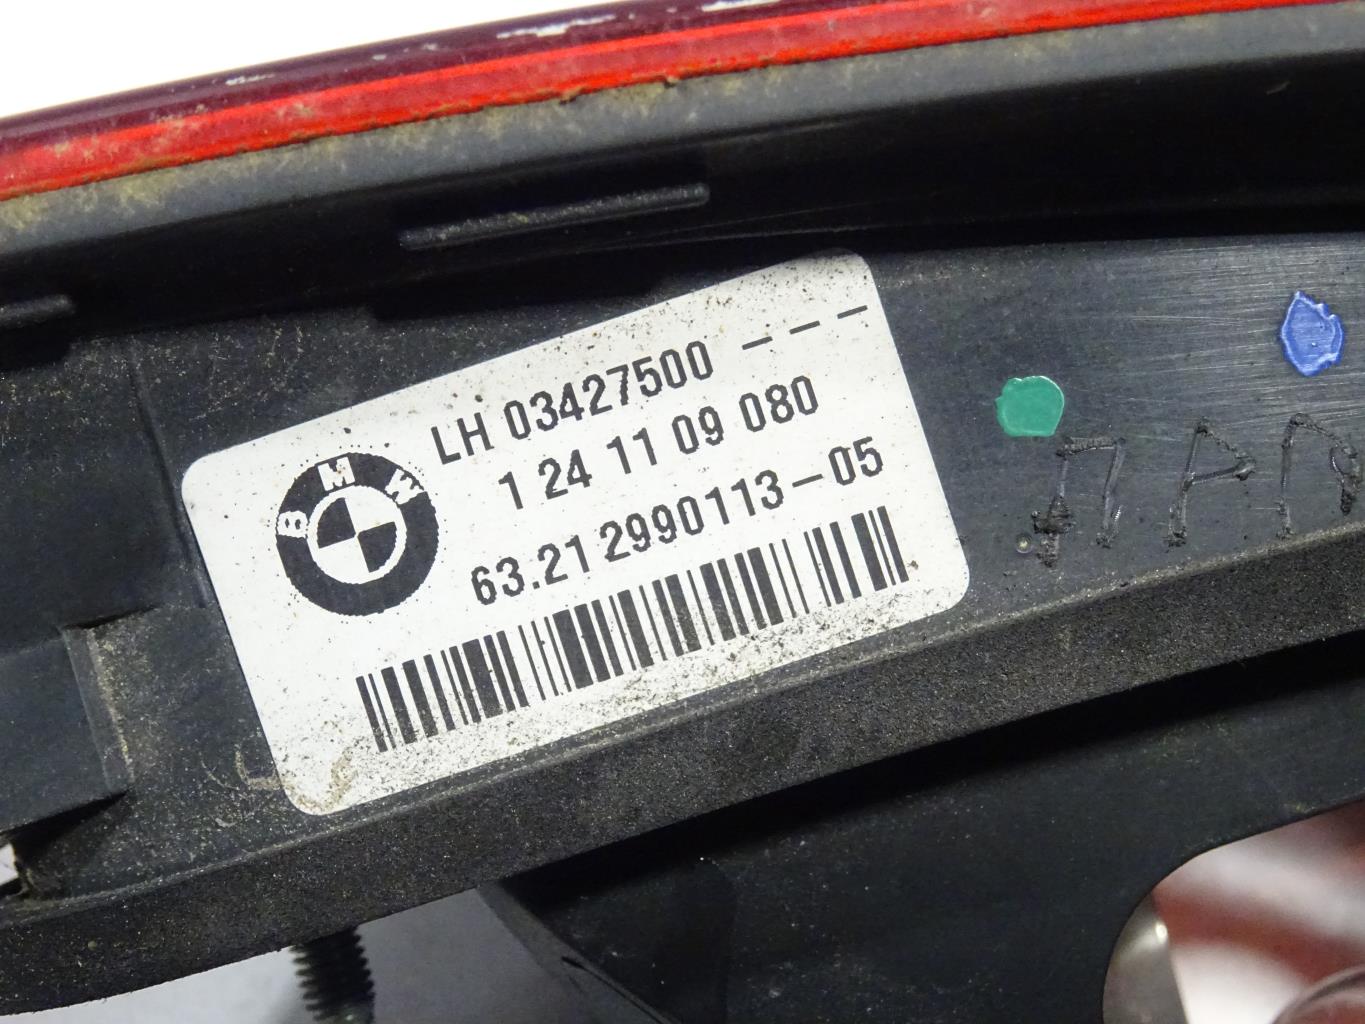 BMW
LH 03427500 - - -
1 24 11 09 080
63.21 2990113-05